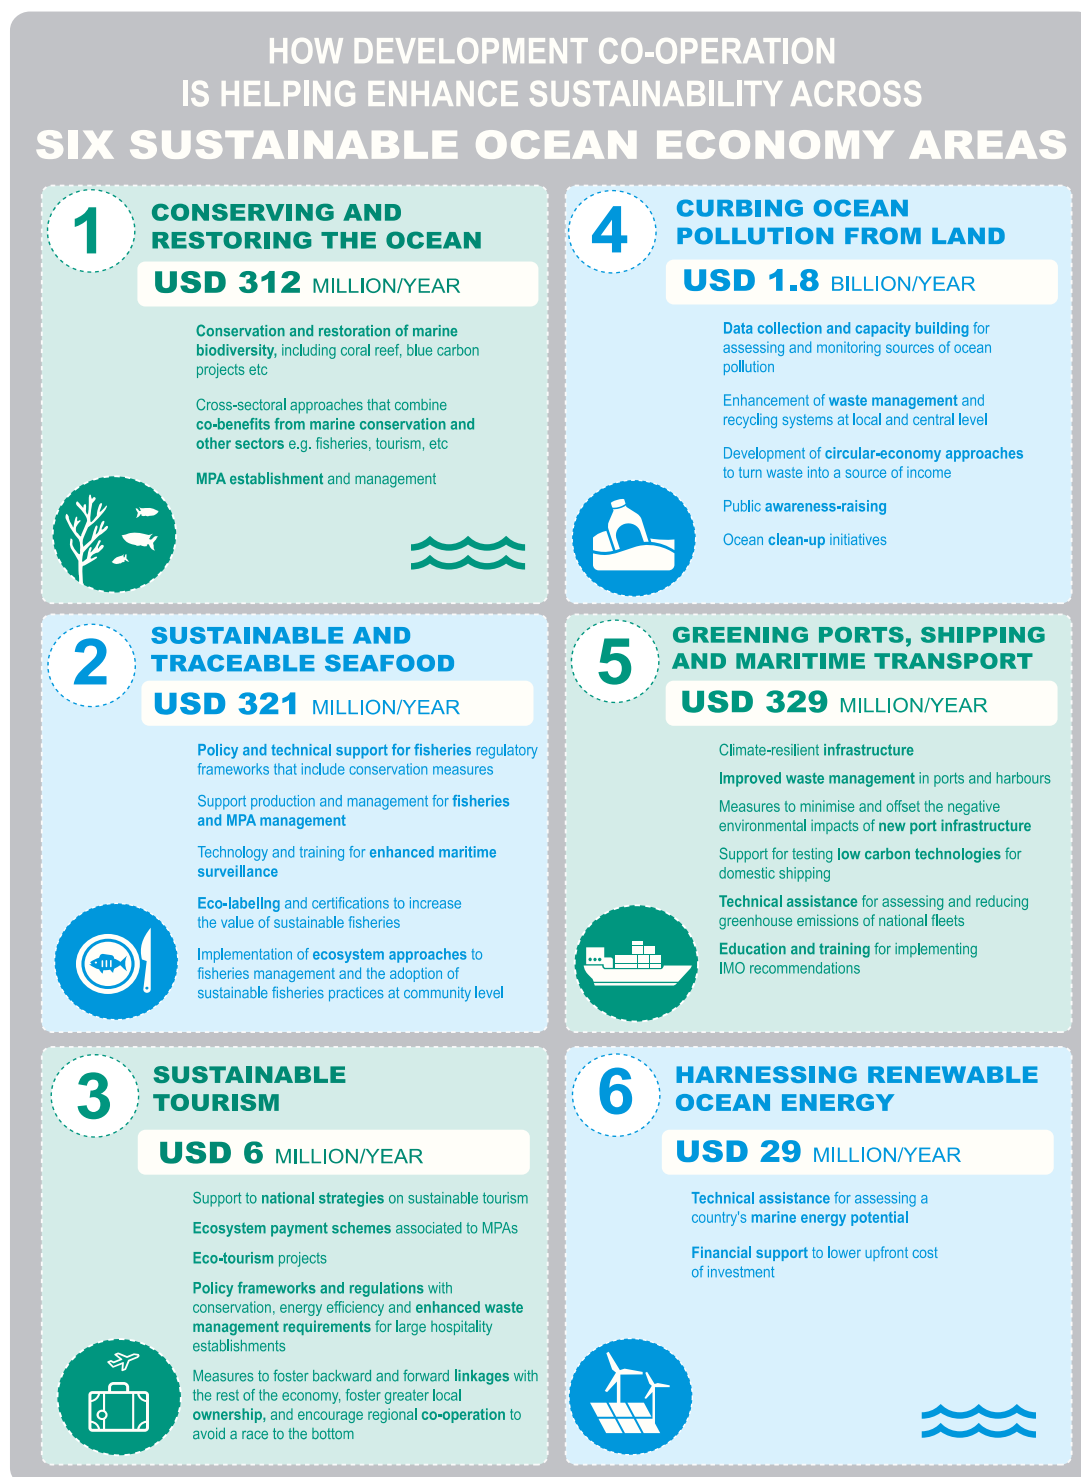 HOW DEVELOPMENT CO-OPERATION
IS HELPING ENHANCE SUSTAINABILITY ACROSS
SIX SUSTAINABLE OCEAN ECONOMY AREAS
1
CONSERVING AND
RESTORING THE OCEAN
USD 312 MILLION/YEAR
Conservation and restoration of marine
biodiversity, including coral reef, blue carbon
projects etc
Cross-sectoral approaches that combine
co-benefits from marine conservation and
other sectors e.g. fisheries, tourism, etc
MPA establishment and management
2
SUSTAINABLE AND
TRACEABLE SEAFOOD
USD 321 MILLION/YEAR
Policy and technical support for fisheries regulatory
frameworks that include conservation measures
Support production and management for fisheries
and MPA management
Technology and training for enhanced maritime
surveillance
Eco-labelIng and certifications to increase
the value of sustainable fisheries
Implementation of ecosystem approaches to
fisheries management and the adoption of
sustainable fisheries practices at community level
3
SUSTAINABLE
TOURISM
USD 6 MILLION/YEAR
Support to national strategies on sustainable tourism
Ecosystem payment schemes associated to MPAs
Eco-tourism projects
Policy frameworks and regulations with
conservation, energy efficiency and enhanced waste
management requirements for large hospitality
establishments
Measures to foster backward and forward linkages with
the rest of the economy, foster greater local
ownership, and encourage regional co-operation to
avoid a race to the bottom
4
CURBING OCEAN
POLLUTION FROM LAND
USD 1.8 BILLION/YEAR
Data collection and capacity building for
assessing and monitoring sources of ocean
pollution
Enhancement of waste management and
recycling systems at local and central level
Development of circular-economy approaches
to turn waste into a source of income
Public awareness-raising
Ocean clean-up initiatives
5
GREENING PORTS, SHIPPING
AND MARITIME TRANSPORT
USD 329 MILLION/YEAR
Climate-resilient infrastructure
Improved waste management in ports and harbours
Measures to minimise and offset the negative
environmental impacts of new port infrastructure
Support for testing low carbon technologies for
domestic shipping
Technical assistance for assessing and reducing
greenhouse emissions of national fleets
Education and training for implementing
IMO recommendations
6
HARNESSING RENEWABLE
OCEAN ENERGY
USD 29 MILLION/YEAR
Technical assistance for assessing a
country's marine energy potential
Financial support to lower upfront cost
of investment